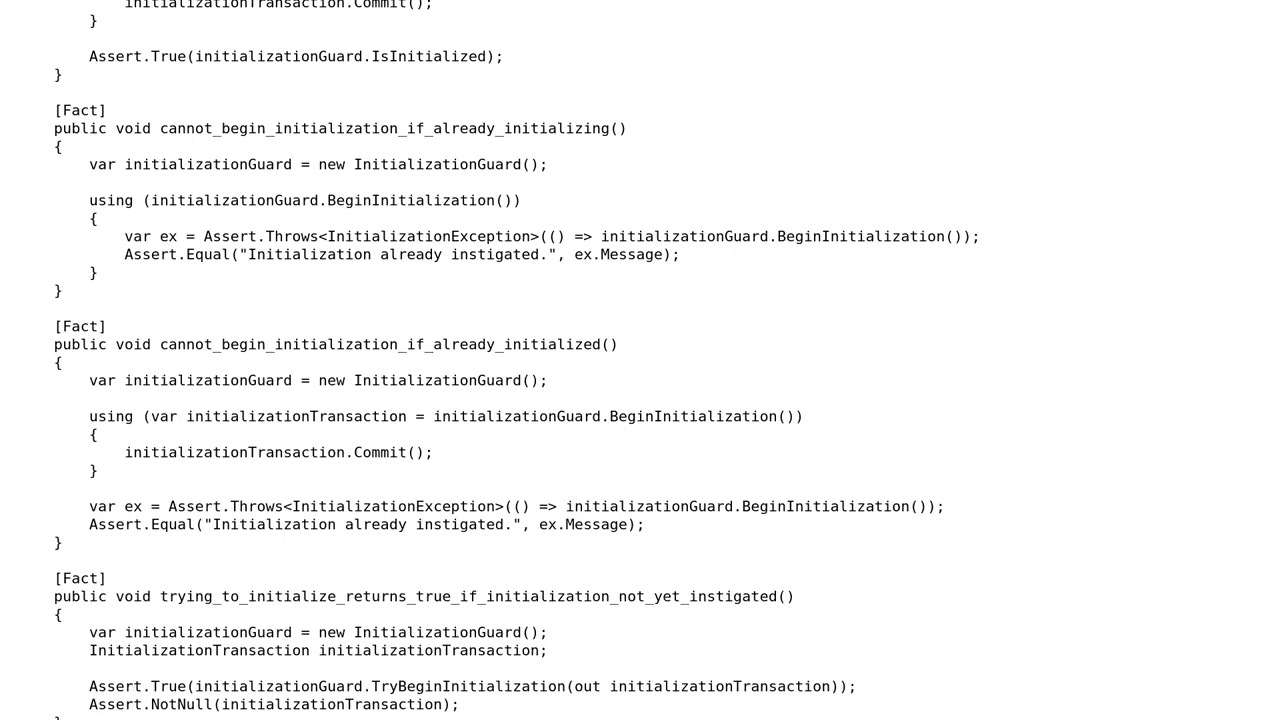 initializationTransaction.Commit();
}
Assert.True(initializationGuard.IsInitialized);
}
[Fact]
public void cannot_begin_initialization_if_already_initializing()
{
var initializationGuard = new InitializationGuard();
using (initializationGuard.BeginInitialization())
{
var ex = Assert.Throws<InitializationException>(() => initializationGuard.BeginInitialization());
Assert.Equal("Initialization already instigated.", ex.Message);
}
}
[Fact]
public void cannot_begin_initialization_if_already_initialized()
{
var initializationGuard = new InitializationGuard();
using (var initializationTransaction = initializationGuard.BeginInitialization())
{
initializationTransaction.Commit();
}
var ex = Assert.Throws<InitializationException>(() => initializationGuard.BeginInitialization());
Assert.Equal("Initialization already instigated.", ex.Message);
}
[Fact]
public void trying_to_initialize_returns_true_if_initialization_not_yet_instigated()
{
var initializationGuard = new InitializationGuard();
InitializationTransaction initializationTransaction;
Assert.True(initializationGuard.TryBeginInitialization(out initializationTransaction));
Assert.NotNull(initializationTransaction);
}